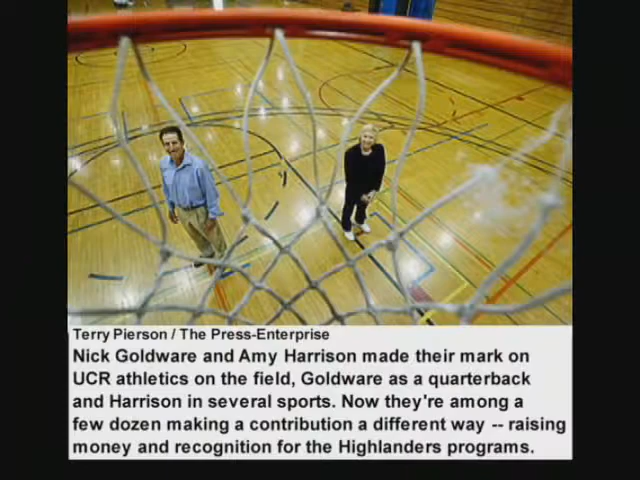 Terry Pierson / The Press-Enterprise
Nick Goldware and Amy Harrison made their mark on
UCR athletics on the field, Goldware as a quarterback
and Harrison in several sports. Now they're among a
few dozen making a contribution a different way -- raising
money and recognition for the Highlanders programs.